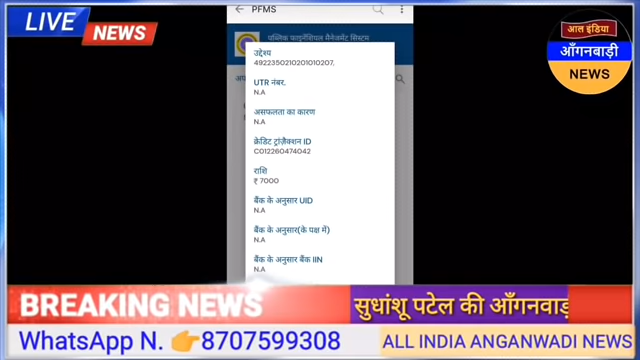 LIVE
NEWS
PFMS
पब्लिक फाइनेंसियल मैनेजमेंट सिस्टम
उद्देश्य
4922350210201010207.
UTR नंबर.
N.A
असफलता का कारण
N.A
क्रेडिट ट्रांज़ैक्शन ID
C012260474042
राशि
₹ 7000
बैंक के अनुसार UID
N.A
बैंक के अनुसार(के पक्ष में)
N.A
बैंक के अनुसार बैंक IIN
N.A
आल इंडिया
आँगनबाड़ी
NEWS
BREAKING NEWS
सुधांशू पटेल की आँगनवाड़
WhatsApp N. 👉8707599308
ALL INDIA ANGANWADI NEWS